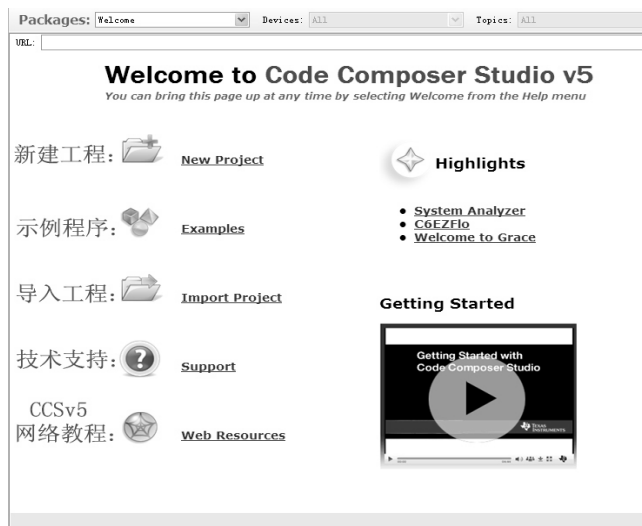 Packages: Welcome Devices: All Topics: All
URL:
Welcome to Code Composer Studio v5
You can bring this page up at any time by selecting Welcome from the Help menu
新建工程: New Project
示例程序: Examples
导入工程: Import Project
技术支持: Support
CCSv5
网络教程: Web Resources
Highlights
System Analyzer
C6EZFlo
Welcome to Grace
Getting Started
Getting Started with
Code Composer Studio
TEXAS
INSTRUMENTS